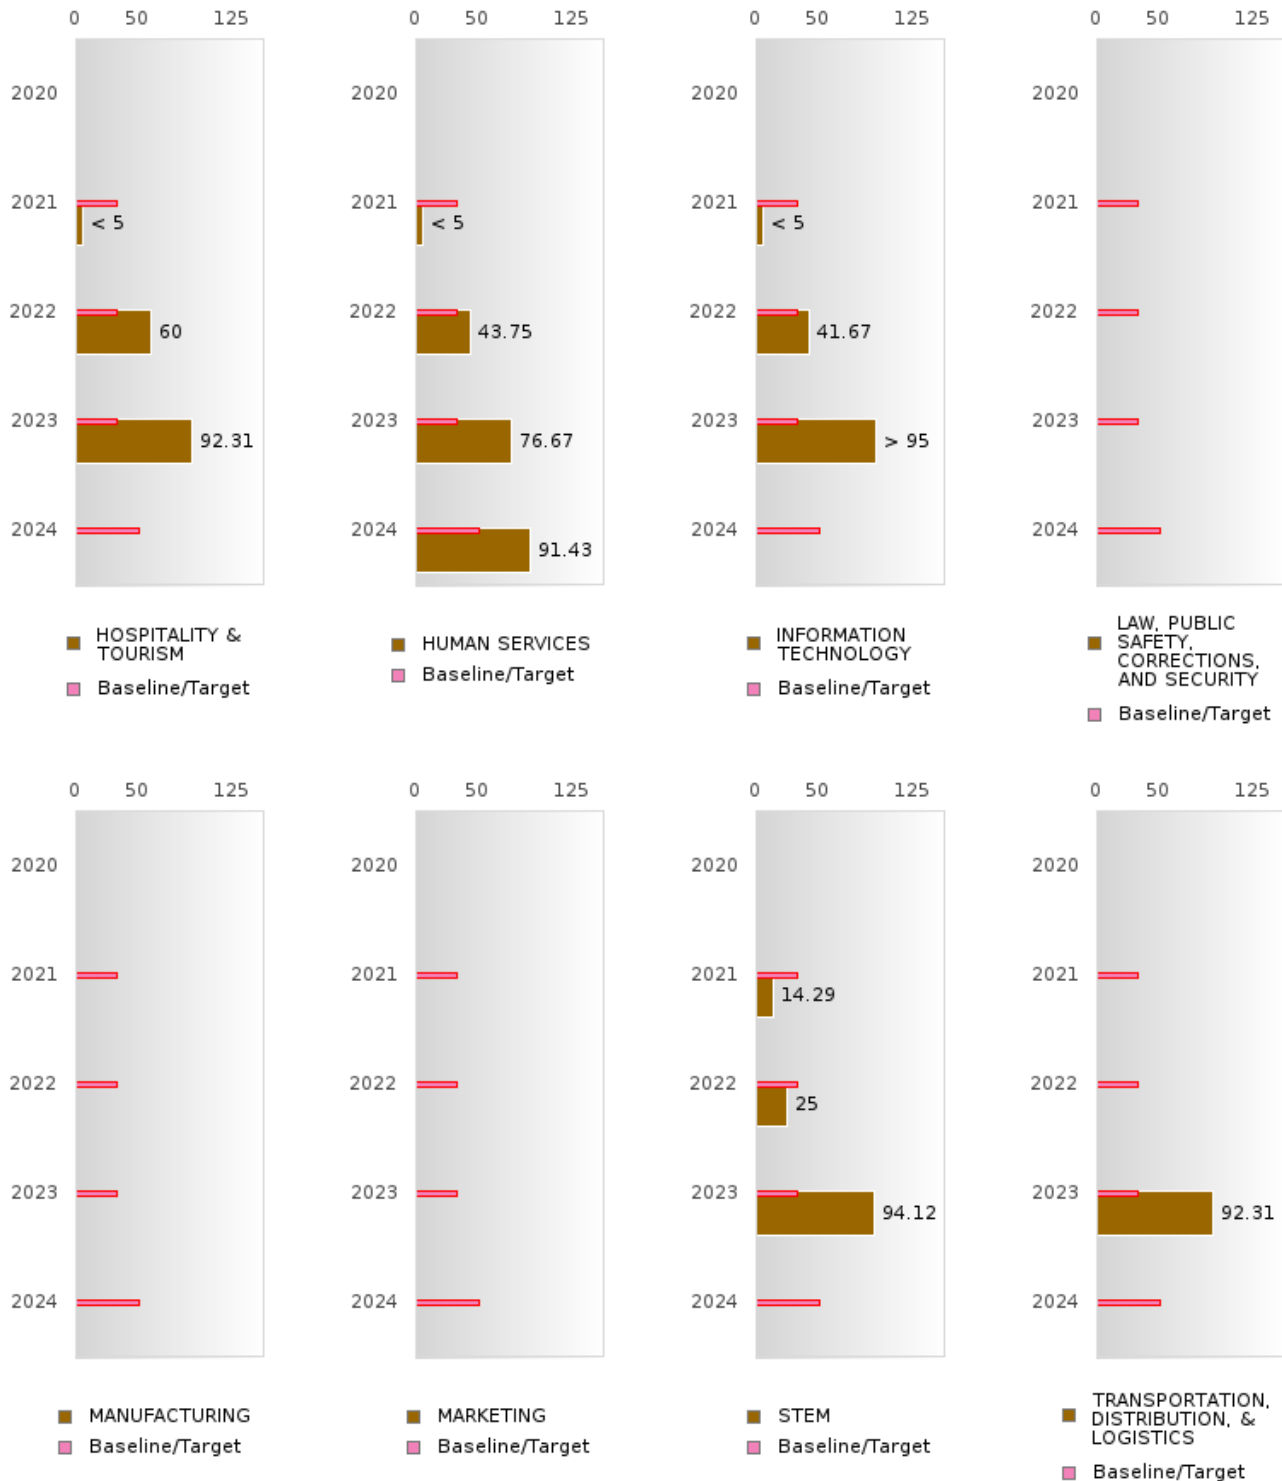 0 50 125
2020
2021
< 5
2022
60
2023
92.31
2024
HOSPITALITY &
TOURISM
Baseline/Target
0 50 125
2020
2021
< 5
2022
43.75
2023
76.67
2024
91.43
HUMAN SERVICES
Baseline/Target
0 50 125
2020
2021
< 5
2022
41.67
2023
> 95
2024
INFORMATION
TECHNOLOGY
Baseline/Target
0 50 125
2020
2021
2022
2023
2024
LAW, PUBLIC
SAFETY,
CORRECTIONS,
AND SECURITY
Baseline/Target
0 50 125
2020
2021
2022
2023
2024
MANUFACTURING
Baseline/Target
0 50 125
2020
2021
2022
2023
2024
MARKETING
Baseline/Target
0 50 125
2020
2021
14.29
2022
25
2023
94.12
2024
STEM
Baseline/Target
0 50 125
2020
2021
2022
2023
92.31
2024
TRANSPORTATION,
DISTRIBUTION, &
LOGISTICS
Baseline/Target